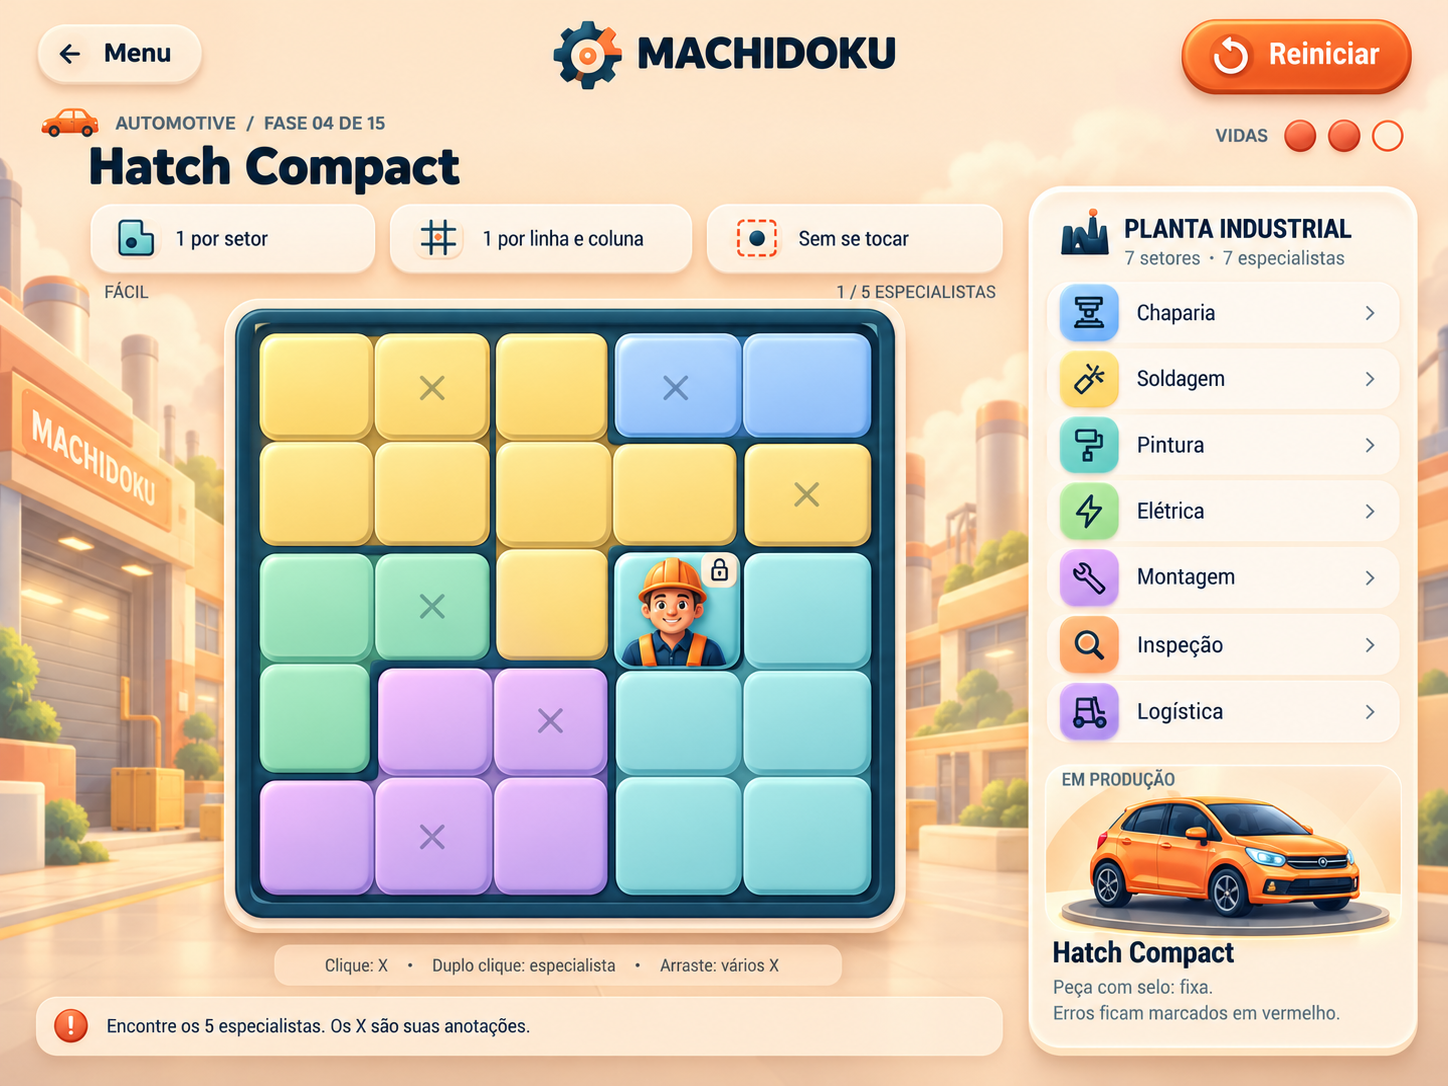 Menu
MACHIDOKU
Reiniciar
AUTOMOTIVE / FASE 04 DE 15
VIDAS
Hatch Compact
1 por setor
1 por linha e coluna
Sem se tocar
FÁCIL
1 / 5 ESPECIALISTAS
MACHIDOKU
PLANTA INDUSTRIAL
7 setores • 7 especialistas
Chaparia
Soldagem
Pintura
Elétrica
Montagem
Inspeção
Logística
EM PRODUÇÃO
Hatch Compact
Peça com selo: fixa.
Erros ficam marcados em vermelho.
Clique: X • Duplo clique: especialista • Arraste: vários X
Encontre os 5 especialistas. Os X são suas anotações.